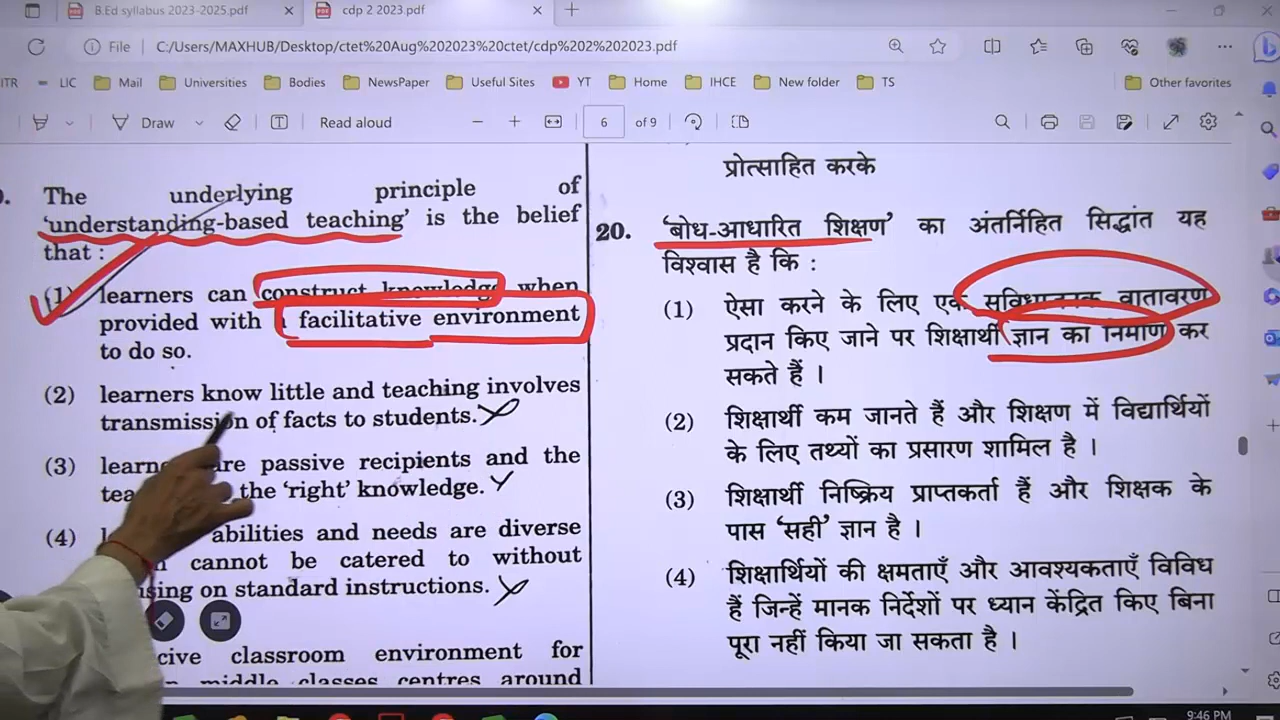 B.Ed syllabus 2023-2025.pdf
cdp 2 2023.pdf
File
C:/Users/MAXHUB/Desktop/ctet%20Aug%202023%20ctet/cdp%202%202023.pdf
ITR
LIC
Mail
Universities
Bodies
NewsPaper
Useful Sites
YT
Home
IHCE
New folder
TS
Other favorites
Draw
Read aloud
6
of 9
The underlying principle of
'understanding-based teaching' is the belief
that :
(1) learners can construct knowledge when
provided with a facilitative environment
to do so.
(2) learners know little and teaching involves
transmission of facts to students.
(3) are passive recipients and the
the 'right' knowledge.
(4) abilities and needs are diverse
cannot be catered to without
on standard instructions.
classroom environment for
middle classes centres around
प्रोत्साहित करके
20. 'बोध-आधारित शिक्षण' का अंतर्निहित सिद्धांत यह
विश्वास है कि :
(1) ऐसा करने के लिए एक सुविधाजनक वातावरण
प्रदान किए जाने पर शिक्षार्थी ज्ञान का निर्माण कर
सकते हैं ।
(2) शिक्षार्थी कम जानते हैं और शिक्षण में विद्यार्थियों
के लिए तथ्यों का प्रसारण शामिल है ।
(3) शिक्षार्थी निष्क्रिय प्राप्तकर्ता हैं और शिक्षक के
पास 'सही' ज्ञान है ।
(4) शिक्षार्थियों की क्षमताएँ और आवश्यकताएँ विविध
हैं जिन्हें मानक निर्देशों पर ध्यान केंद्रित किए बिना
पूरा नहीं किया जा सकता है ।
9:46 PM